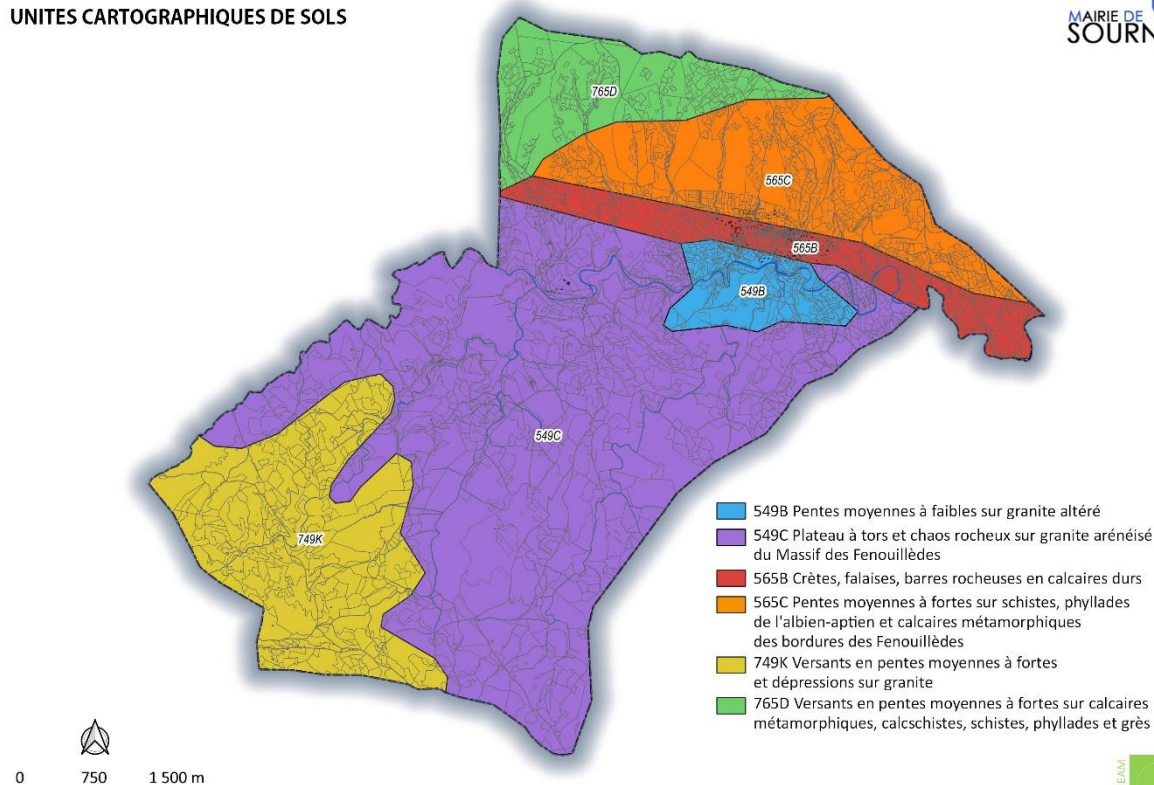 UNITES CARTOGRAPHIQUES DE SOLS
MAIRIE DE
SOURN
765D
565C
565B
549B
549C
749K
549B Pentes moyennes à faibles sur granite altéré
549C Plateau à tors et chaos rocheux sur granite arénéisé
du Massif des Fenouillèdes
565B Crètes, falaises, barres rocheuses en calcaires durs
565C Pentes moyennes à fortes sur schistes, phyllades
de l'albien-aptien et calcaires métamorphiques
des bordures des Fenouillèdes
749K Versants en pentes moyennes à fortes
et dépressions sur granite
765D Versants en pentes moyennes à fortes sur calcaires
métamorphiques, calcschistes, schistes, phyllades et grès
0 750 1 500 m
EAM